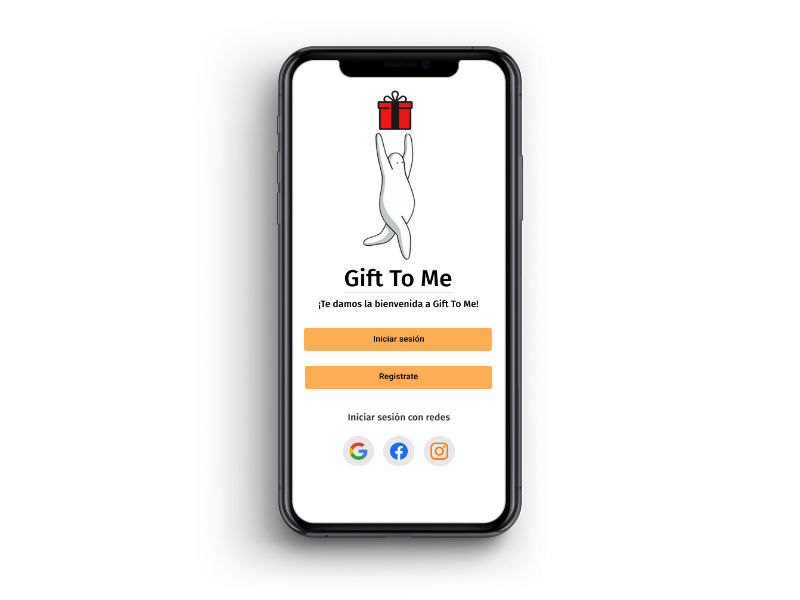 Gift To Me
¡Te damos la bienvenida a Gift To Me!
Iniciar sesión
Registrate
Iniciar sesión con redes